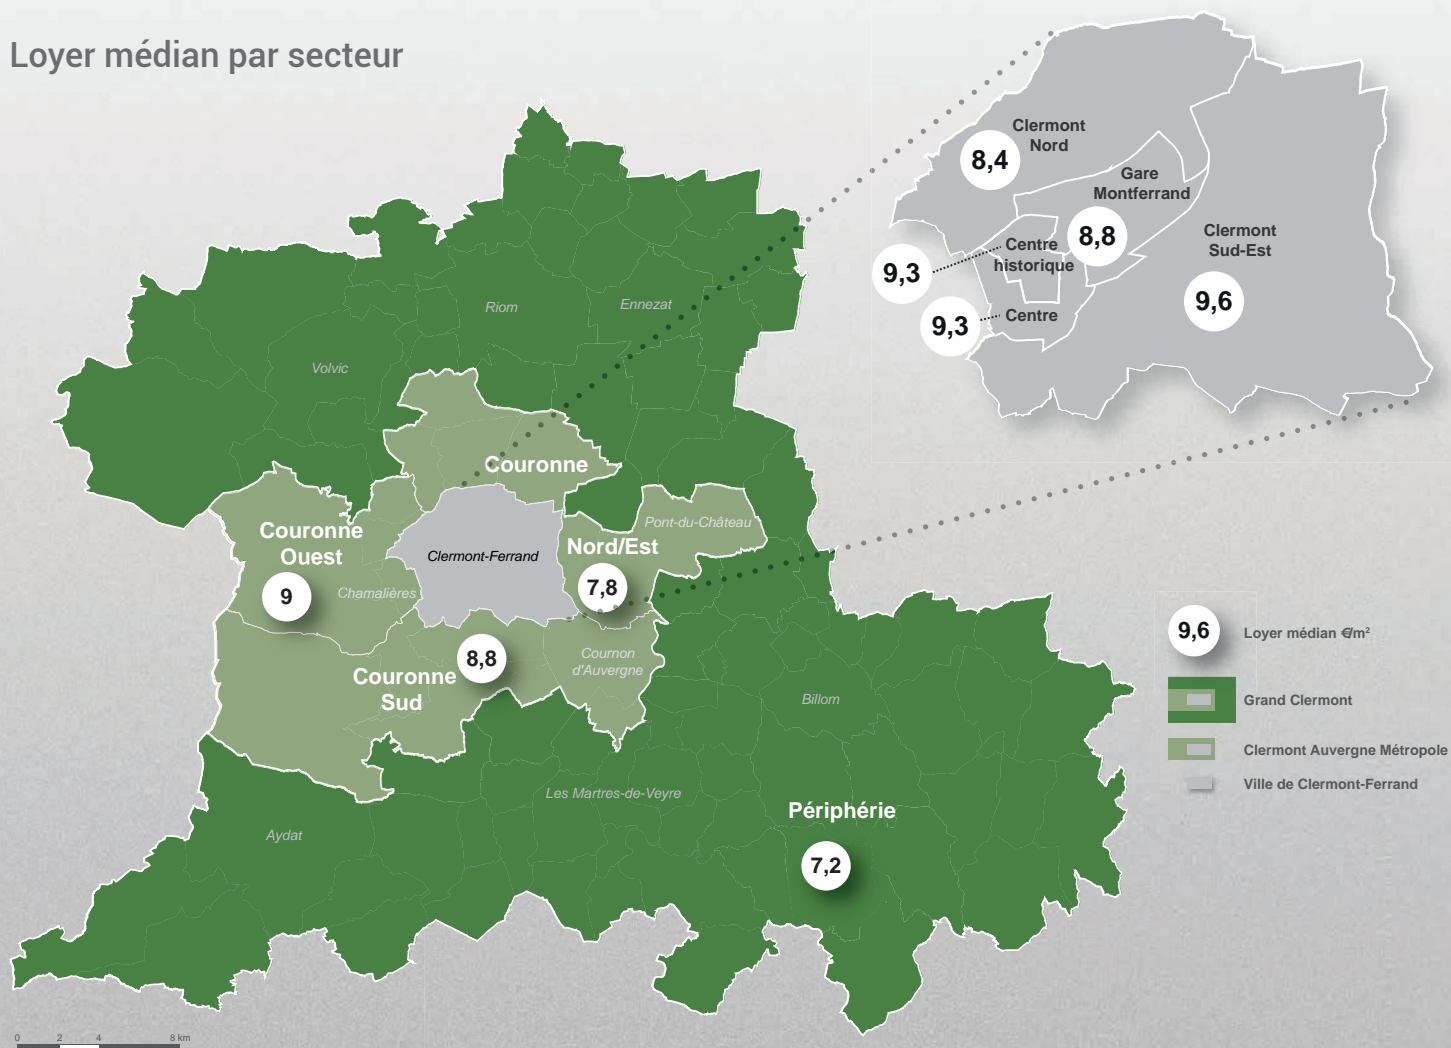 Loyer médian par secteur
Clermont
Nord
8,4
Gare
Montferrand
8,8
Clermont
Sud-Est
9,6
Centre
historique
9,3
Centre
9,3
Riom
Ennezat
Volvic
Couronne
Nord/Est
7,8
Pont-du-Château
Couronne
Ouest
9
Chamalières
Clermont-Ferrand
Couronne
Sud
8,8
Cournon
d'Auvergne
Billom
Les Martres-de-Veyre
Aydat
Périphérie
7,2
9,6
Loyer médian €/m²
Grand Clermont
Clermont Auvergne Métropole
Ville de Clermont-Ferrand
0 2 4 8 km